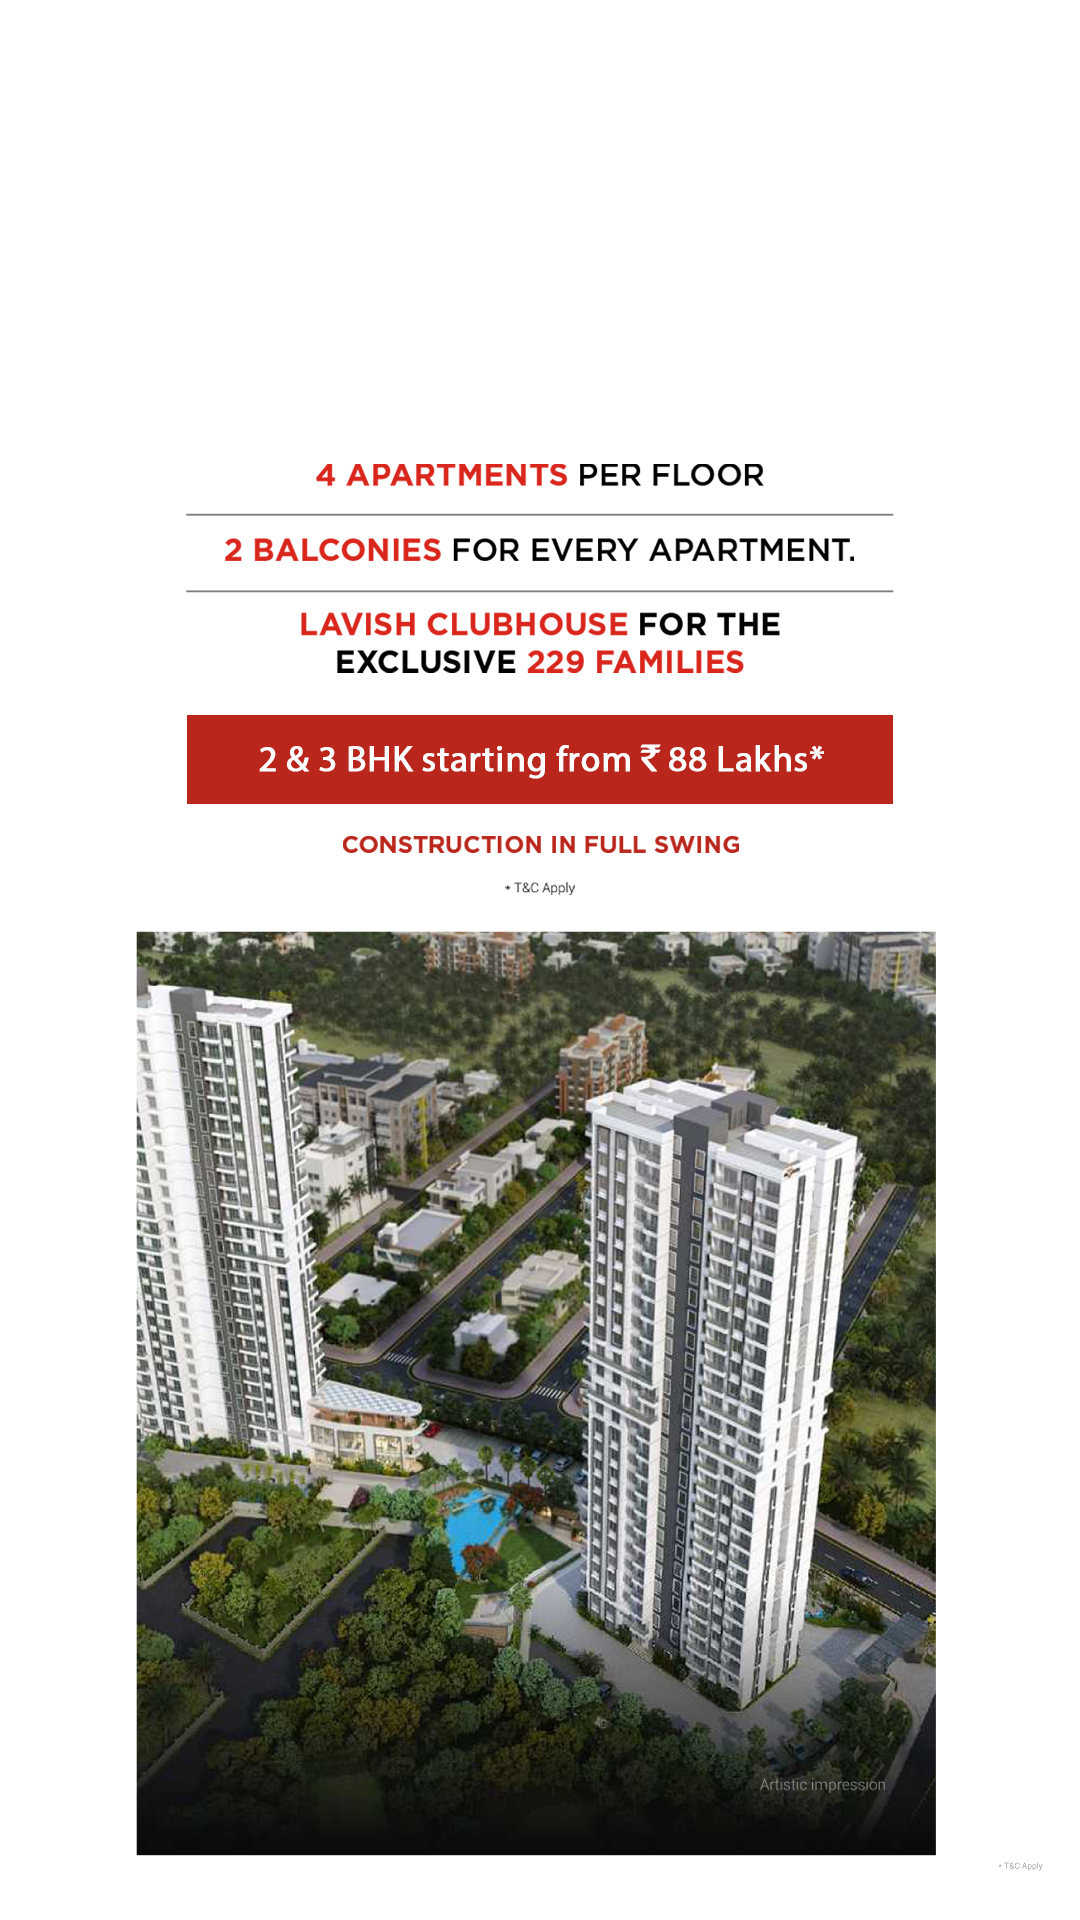 4 APARTMENTS PER FLOOR
2 BALCONIES FOR EVERY APARTMENT.
LAVISH CLUBHOUSE FOR THE
EXCLUSIVE 229 FAMILIES
2 & 3 BHK starting from ₹ 88 Lakhs*
CONSTRUCTION IN FULL SWING
* T&C Apply
Artistic impression
* T&C Apply